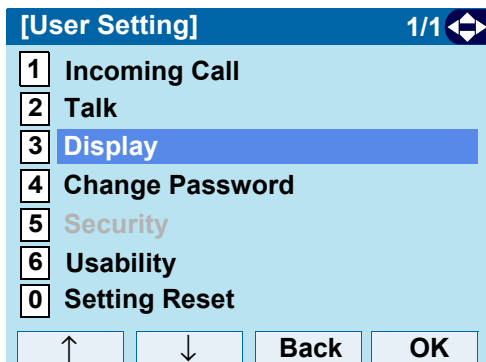 [User Setting] 1/1
1 Incoming Call
2 Talk
3 Display
4 Change Password
5 Security
6 Usability
0 Setting Reset
↑ ↓ Back OK